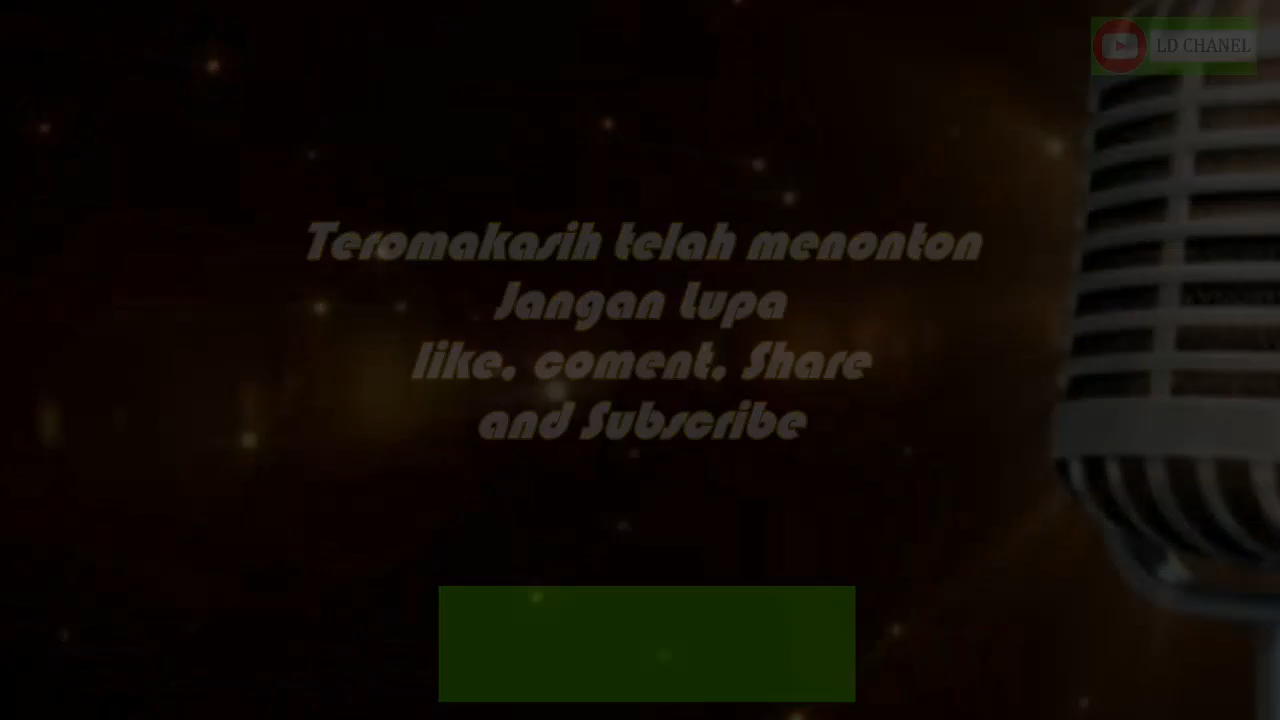 LD CHANEL
Teromakasih telah menonton
Jangan Lupa
like, coment, Share
and Subscribe